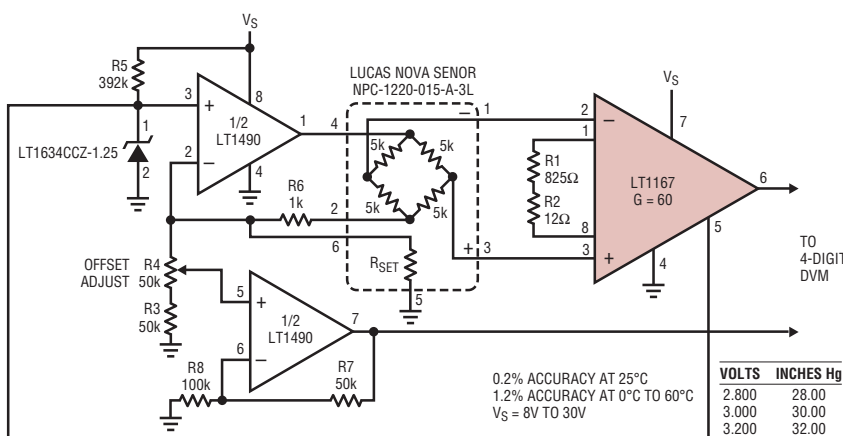 VS
R5
392k
LUCAS NOVA SENOR
NPC-1220-015-A-3L
3
+
8
1/2
LT1490
1
4
5k
5k
5k
5k
−
1
2
−
1
VS
7
LT1634CCZ-1.25
1
2
2
−
4
R6
1k
2
6
R1
825Ω
R2
12Ω
LT1167
G = 60
6
8
3
+
5
4
+
3
RSET
5
TO
4-DIGIT
DVM
OFFSET
ADJUST
R4
50k
R3
50k
5
+
1/2
LT1490
7
6
−
R8
100k
R7
50k
0.2% ACCURACY AT 25°C
1.2% ACCURACY AT 0°C TO 60°C
VS = 8V TO 30V
VOLTS INCHES Hg
2.800 28.00
3.000 30.00
3.200 32.00